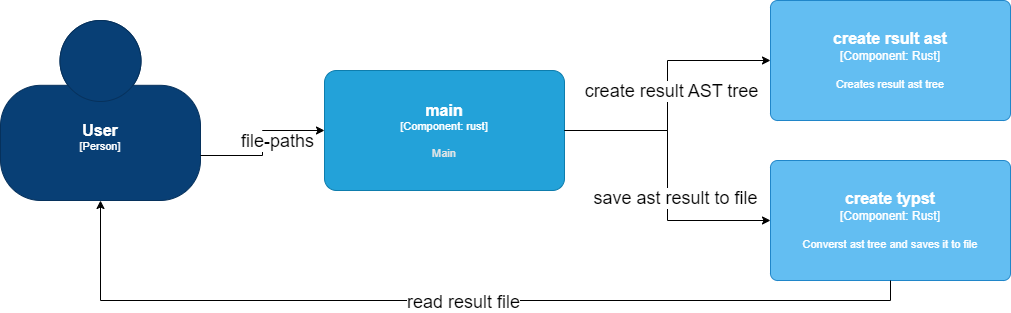 User
[Person]
file-paths
main
[Component: rust]
Main
create result AST tree
create rsult ast
[Component: Rust]
Creates result ast tree
save ast result to file
create typst
[Component: Rust]
Converst ast tree and saves it to file
read result file